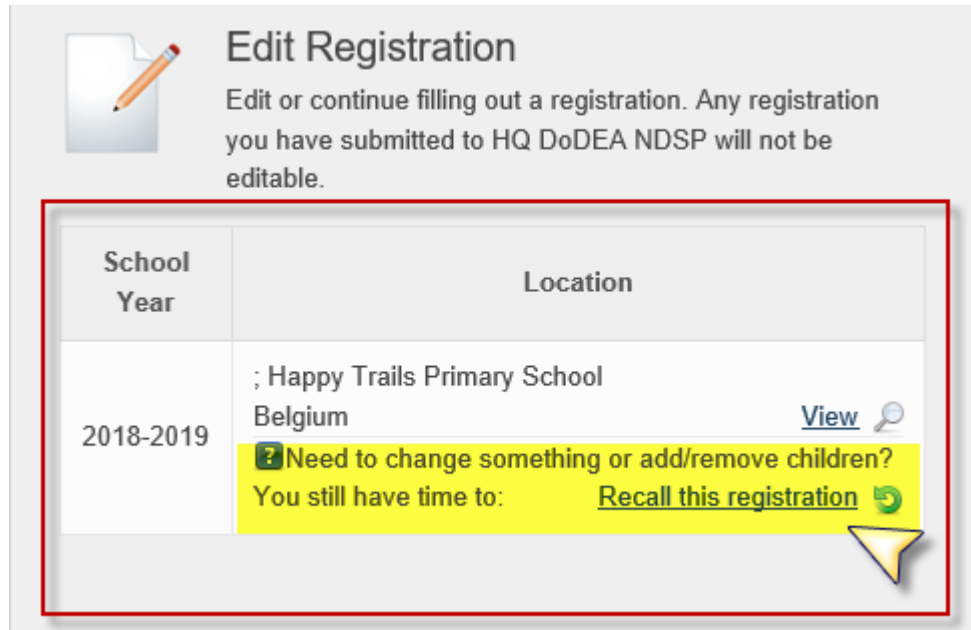 Edit Registration
Edit or continue filling out a registration. Any registration
you have submitted to HQ DoDEA NDSP will not be
editable.
School
Year
Location
2018-2019
; Happy Trails Primary School
Belgium View
?Need to change something or add/remove children?
You still have time to: Recall this registration